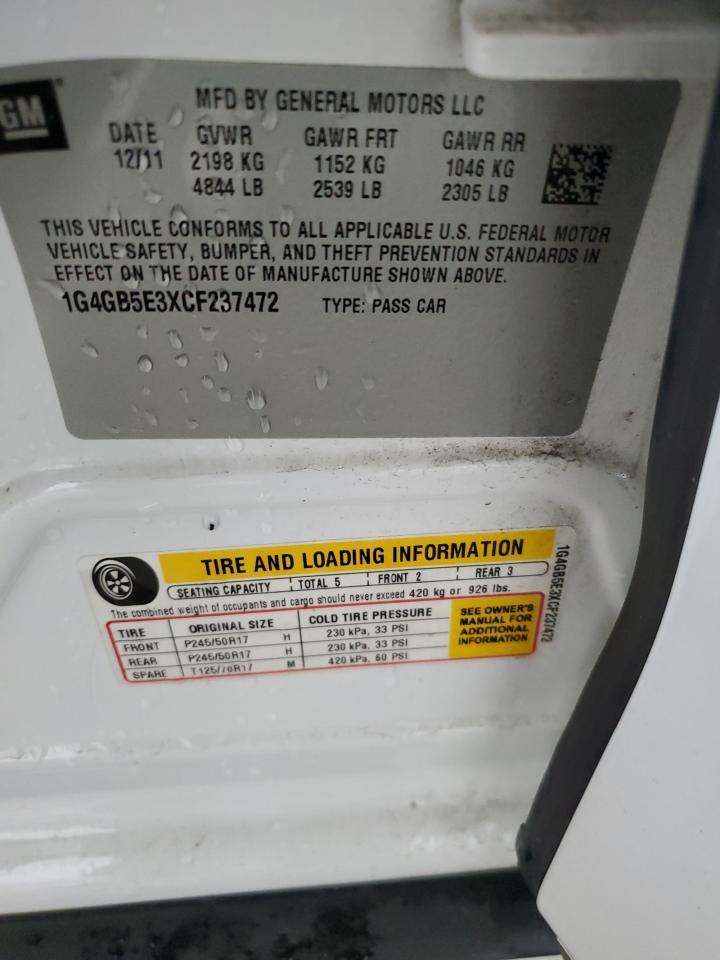 GM
MFD BY GENERAL MOTORS LLC
DATE GVWR GAWR FRT GAWR RR
12/11 2198 KG 1152 KG 1046 KG
4844 LB 2539 LB 2305 LB
THIS VEHICLE CONFORMS TO ALL APPLICABLE U.S. FEDERAL MOTOR
VEHICLE SAFETY, BUMPER, AND THEFT PREVENTION STANDARDS IN
EFFECT ON THE DATE OF MANUFACTURE SHOWN ABOVE.
1G4GB5E3XCF237472 TYPE: PASS CAR
TIRE AND LOADING INFORMATION
SEATING CAPACITY TOTAL 5 FRONT 2 REAR 3
The combined weight of occupants and cargo should never exceed 420 kg or 926 lbs.
TIRE ORIGINAL SIZE COLD TIRE PRESSURE
FRONT P245/50R17 H 230 kPa, 33 PSI
REAR P245/50R17 H 230 kPa, 33 PSI
SPARE T125/70R17 M 420 kPa, 60 PSI
SEE OWNER'S
MANUAL FOR
ADDITIONAL
INFORMATION
1G4GB5E3XCF237472